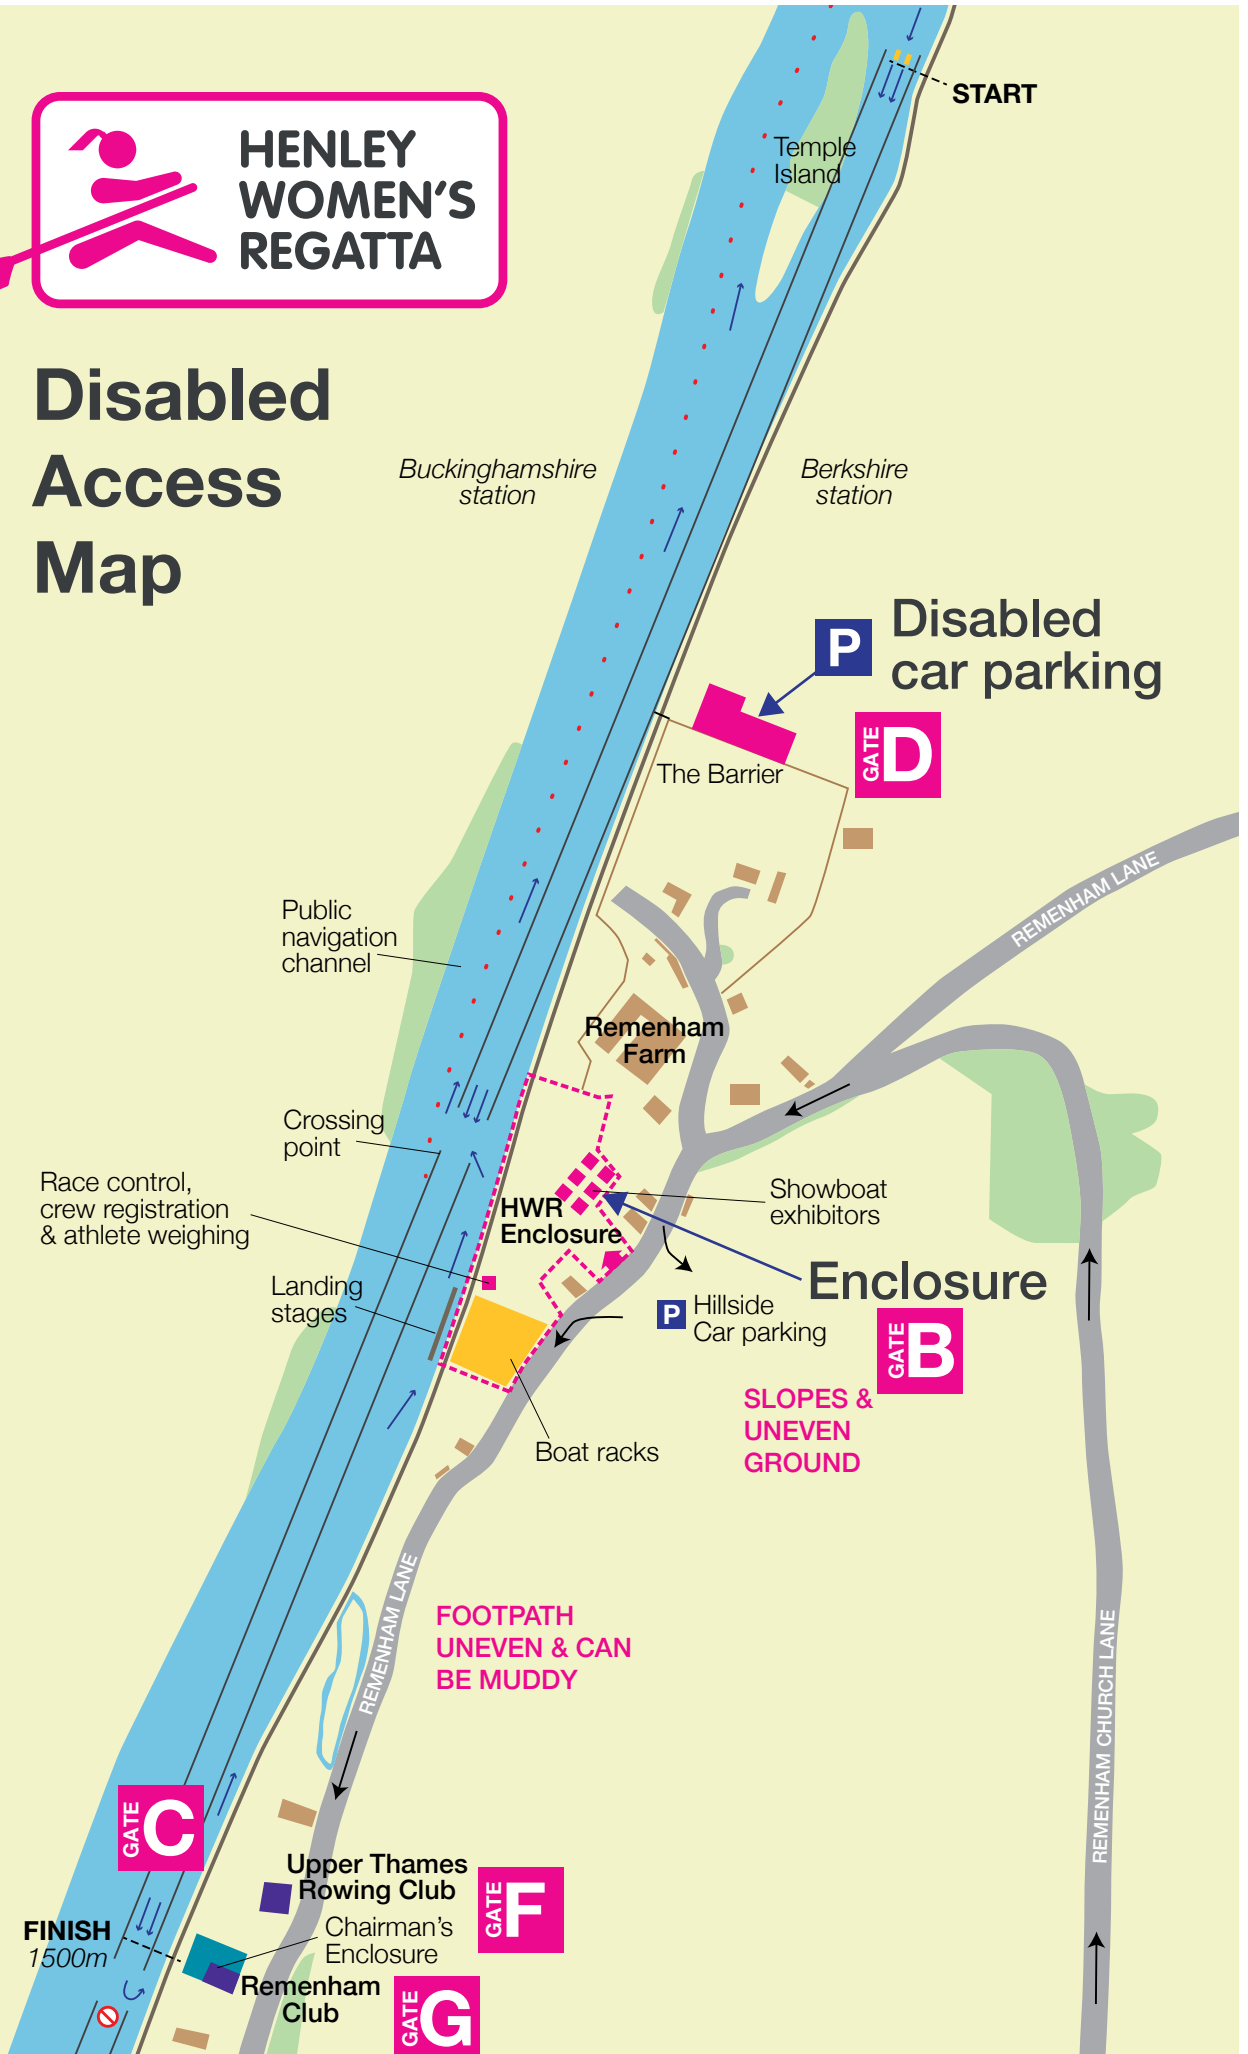 START
HENLEY
WOMEN'S
REGATTA
Temple
Island
Disabled
Access
Map
Buckinghamshire
station
Berkshire
station
P
Disabled
car parking
GATE D
The Barrier
REMENHAM LANE
Public
navigation
channel
Remenham
Farm
Crossing
point
Race control,
crew registration
& athlete weighing
Showboat
exhibitors
HWR
Enclosure
Enclosure
Landing
stages
P
Hillside
Car parking
GATE B
SLOPES &
UNEVEN
GROUND
Boat racks
REMENHAM LANE
FOOTPATH
UNEVEN & CAN
BE MUDDY
REMENHAM CHURCH LANE
GATE C
Upper Thames
Rowing Club
GATE F
FINISH
1500m
Chairman's
Enclosure
Remenham
Club
GATE G